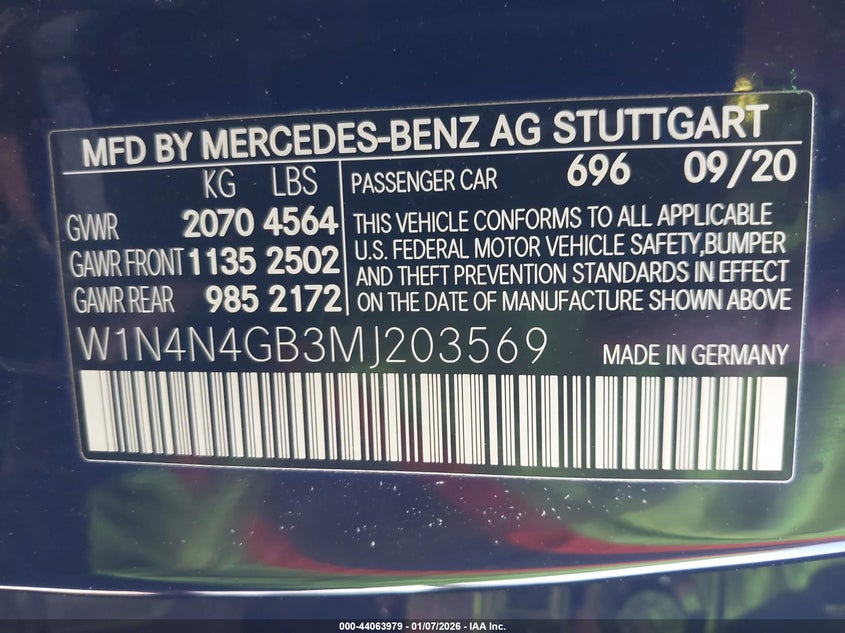 MFD BY MERCEDES-BENZ AG STUTTGART
KG LBS
GVWR 2070 4564
GAWR FRONT 1135 2502
GAWR REAR 985 2172
PASSENGER CAR 696 09/20
THIS VEHICLE CONFORMS TO ALL APPLICABLE
U.S. FEDERAL MOTOR VEHICLE SAFETY,BUMPER
AND THEFT PREVENTION STANDARDS IN EFFECT
ON THE DATE OF MANUFACTURE SHOWN ABOVE
W1N4N4GB3MJ203569 MADE IN GERMANY
000-44063979 - 01/07/2026 - IAA Inc.